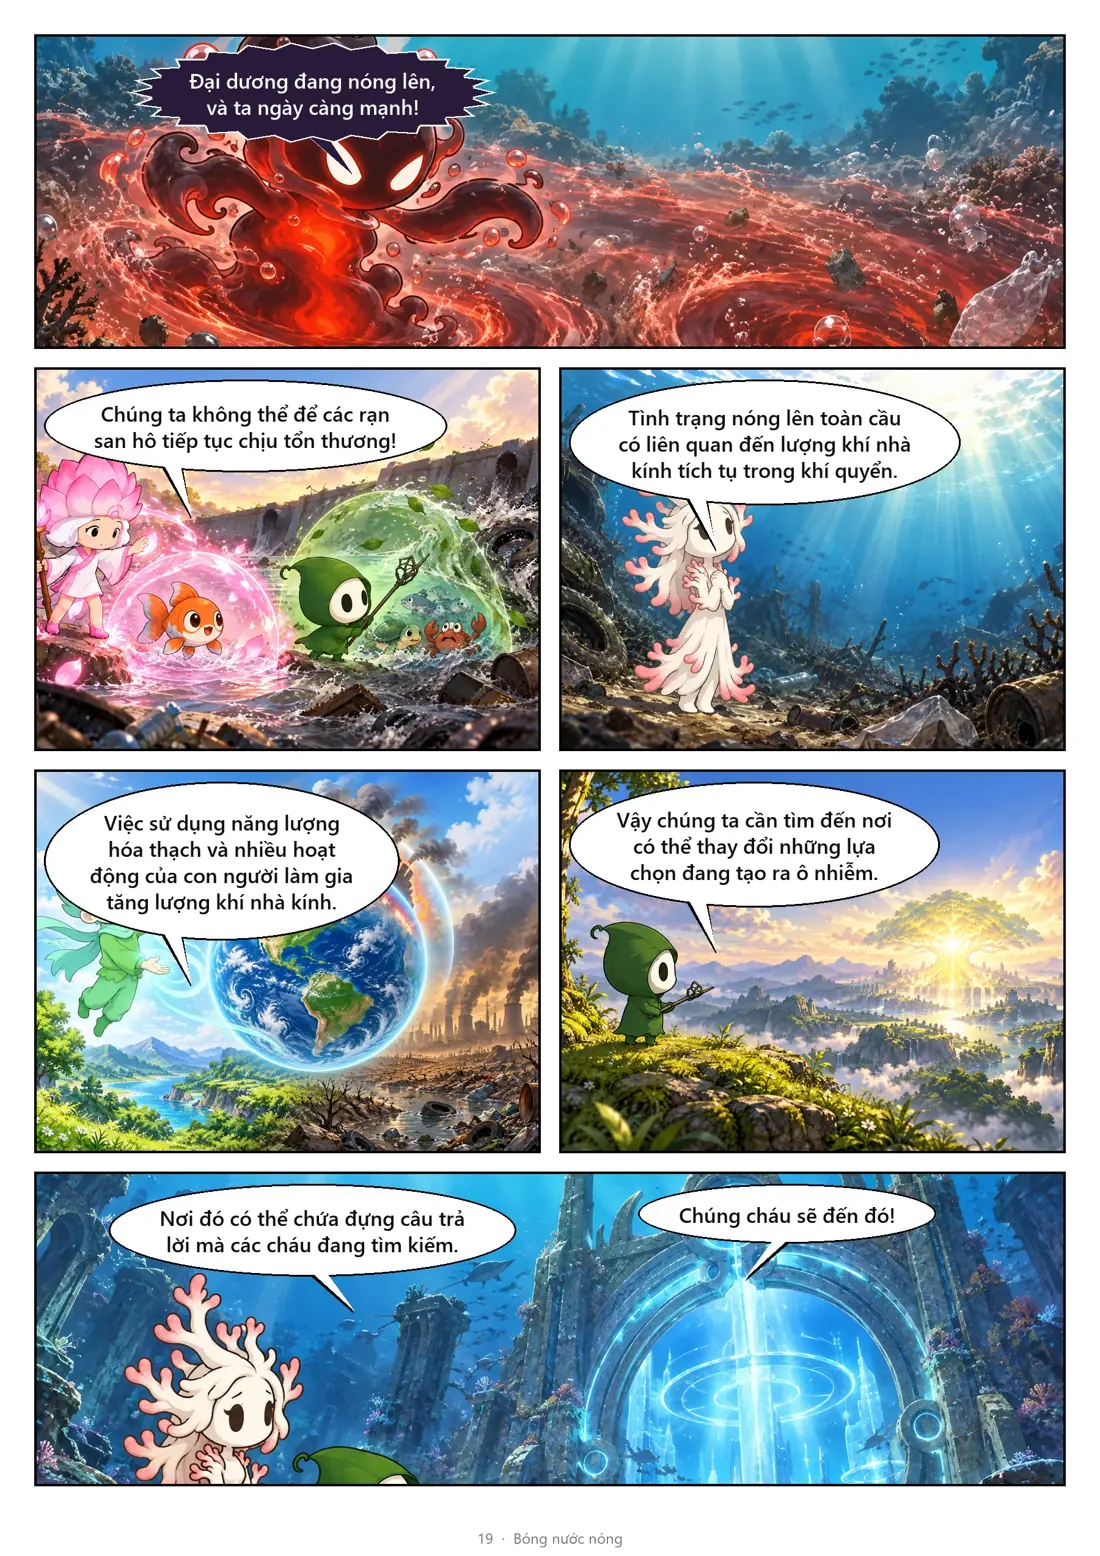 Đại dương đang nóng lên,
và ta ngày càng mạnh!
Chúng ta không thể để các rạn
san hô tiếp tục chịu tổn thương!
Tình trạng nóng lên toàn cầu
có liên quan đến lượng khí nhà
kính tích tụ trong khí quyển.
Việc sử dụng năng lượng
hóa thạch và nhiều hoạt
động của con người làm gia
tăng lượng khí nhà kính.
Vậy chúng ta cần tìm đến nơi
có thể thay đổi những lựa
chọn đang tạo ra ô nhiễm.
Nơi đó có thể chứa đựng câu trả
lời mà các cháu đang tìm kiếm.
Chúng cháu sẽ đến đó!
19 · Bóng nước nóng